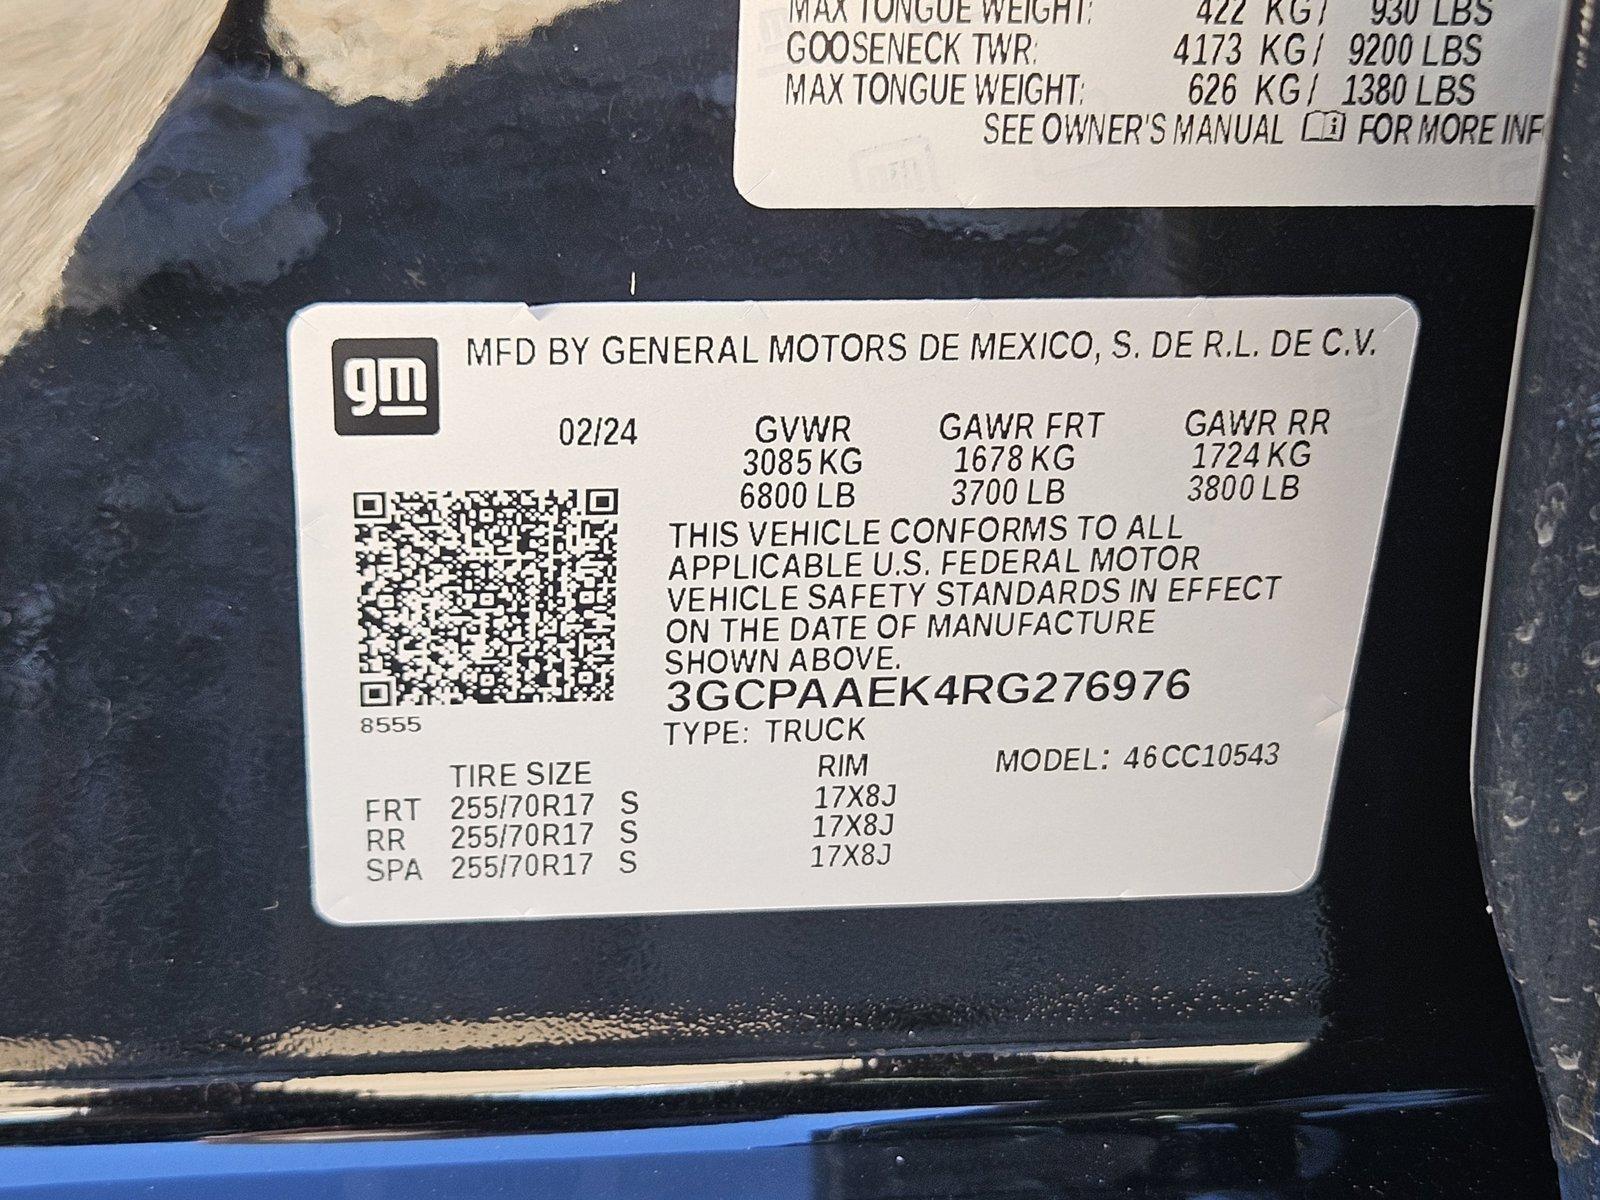 MAX TONGUE WEIGHT: 422 KG/ 930 LBS
GOOSENECK TWR: 4173 KG/ 9200 LBS
MAX TONGUE WEIGHT: 626 KG/ 1380 LBS
SEE OWNER'S MANUAL FOR MORE INF
gm
MFD BY GENERAL MOTORS DE MEXICO, S. DE R.L. DE C.V.
02/24 GVWR GAWR FRT GAWR RR
3085 KG 1678 KG 1724 KG
6800 LB 3700 LB 3800 LB
THIS VEHICLE CONFORMS TO ALL
APPLICABLE U.S. FEDERAL MOTOR
VEHICLE SAFETY STANDARDS IN EFFECT
ON THE DATE OF MANUFACTURE
SHOWN ABOVE.
3GCPAAEK4RG276976
8555
TYPE: TRUCK
TIRE SIZE RIM MODEL: 46CC10543
FRT 255/70R17 S 17X8J
RR 255/70R17 S 17X8J
SPA 255/70R17 S 17X8J